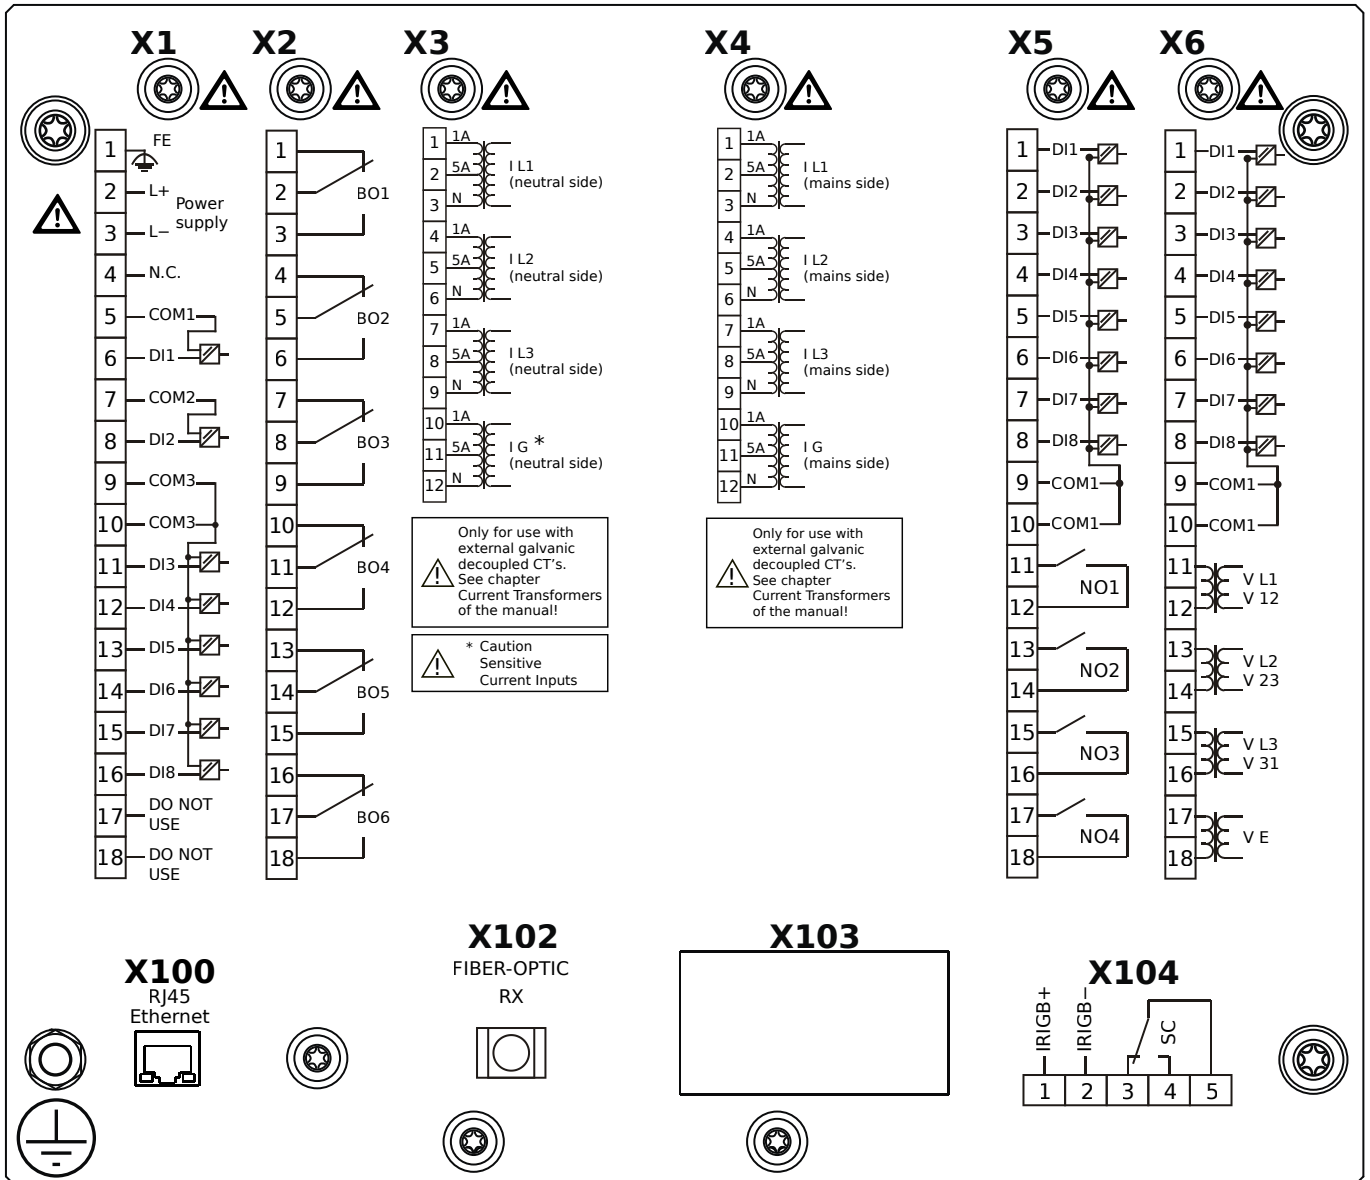 X1
1 FE
2 L+
Power
supply
3 L−
4 N.C.
5 COM1
6 DI1
7 COM2
8 DI2
9 COM3
10 COM3
11 DI3
12 DI4
13 DI5
14 DI6
15 DI7
16 DI8
17 DO NOT
USE
18 DO NOT
USE
X2
1
2 BO1
3
4
5 BO2
6
7
8 BO3
9
10
11 BO4
12
13
14 BO5
15
16
17 BO6
18
X3
1 1A
2 5A
3 N
I L1
(neutral side)
4 1A
5 5A
6 N
I L2
(neutral side)
7 1A
8 5A
9 N
I L3
(neutral side)
10 1A
11 5A
12 N
I G *
(neutral side)
Only for use with
external galvanic
decoupled CT's.
See chapter
Current Transformers
of the manual!
* Caution
Sensitive
Current Inputs
X4
1 1A
2 5A
3 N
I L1
(mains side)
4 1A
5 5A
6 N
I L2
(mains side)
7 1A
8 5A
9 N
I L3
(mains side)
10 1A
11 5A
12 N
I G
(mains side)
Only for use with
external galvanic
decoupled CT's.
See chapter
Current Transformers
of the manual!
X5
1 DI1
2 DI2
3 DI3
4 DI4
5 DI5
6 DI6
7 DI7
8 DI8
9 COM1
10 COM1
11
NO1
12
13
NO2
14
15
NO3
16
17
NO4
18
X6
1 DI1
2 DI2
3 DI3
4 DI4
5 DI5
6 DI6
7 DI7
8 DI8
9 COM1
10 COM1
11 V L1
12 V 12
13 V L2
14 V 23
15 V L3
16 V 31
17
V E
18
X100
RJ45
Ethernet
X102
FIBER-OPTIC
RX
X103
X104
IRIGB+
IRIGB−
SC
1 2 3 4 5